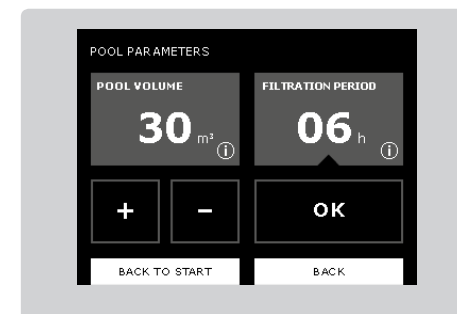 POOL PARAMETERS
POOL VOLUME
30 m³
i
FILTRATION PERIOD
06 h
i
+
-
OK
BACK TO START
BACK